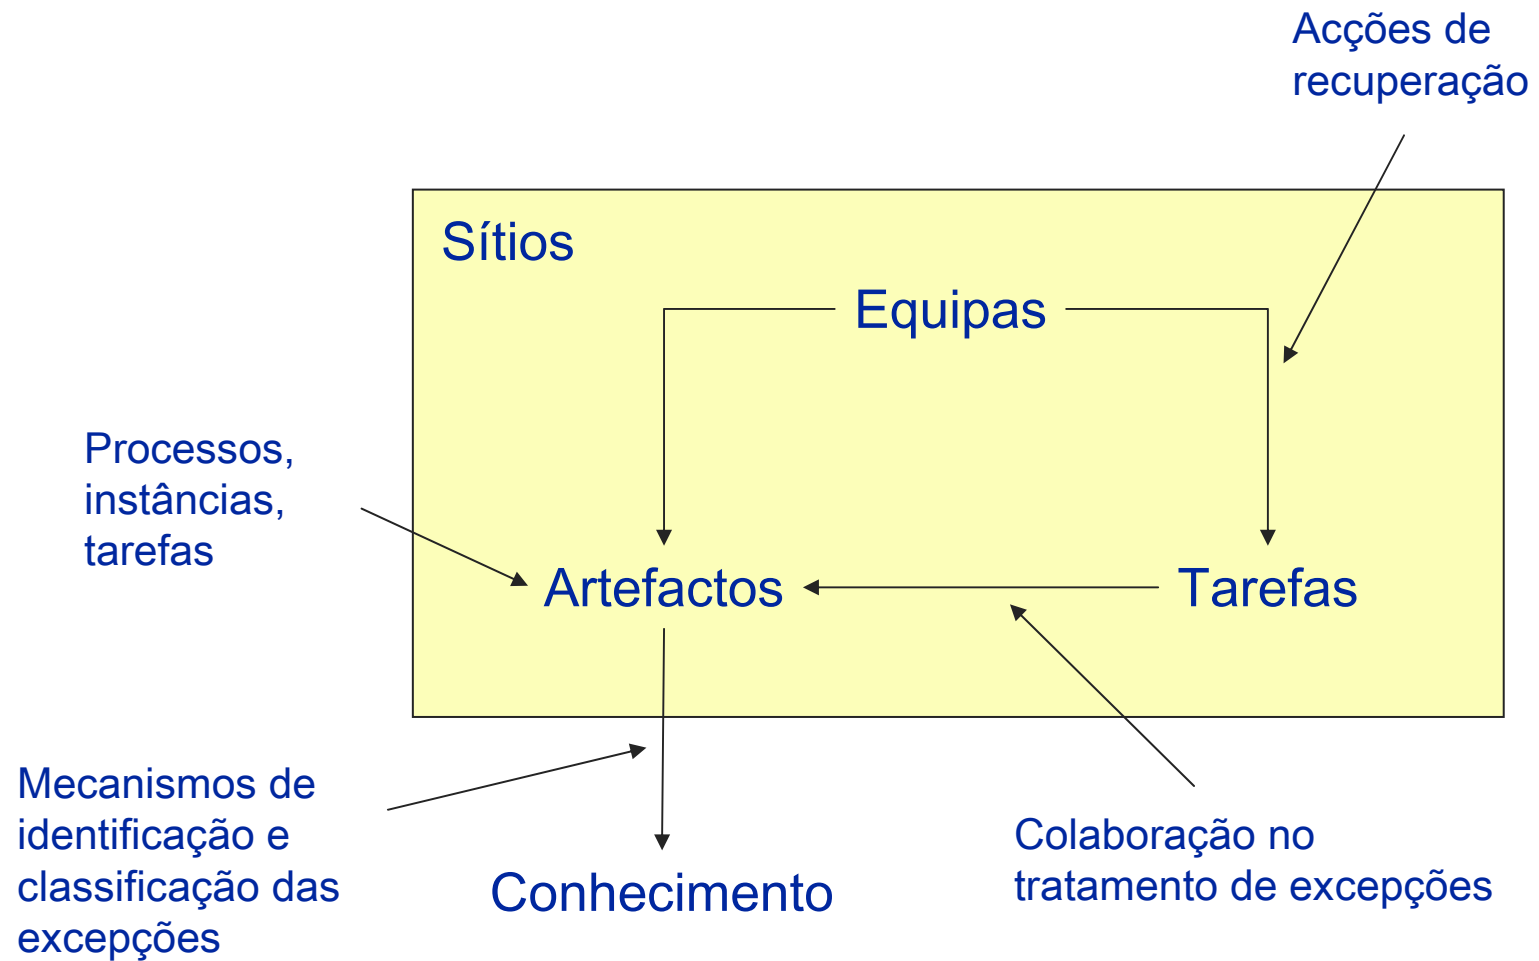 Acções de
recuperação
Sítios
Equipas
Processos,
instâncias,
tarefas
Artefactos
Tarefas
Mecanismos de
identificação e
classificação das
excepções
Conhecimento
Colaboração no
tratamento de excepções